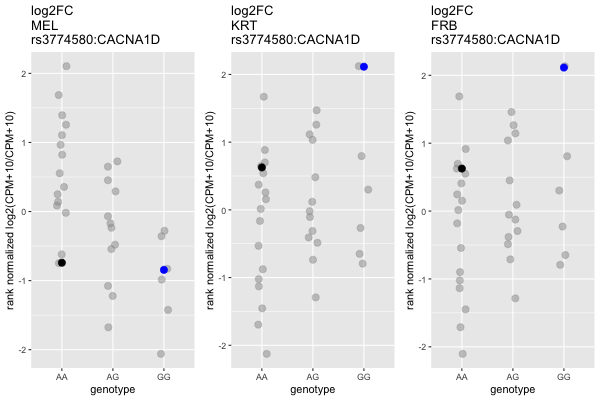 log2FC
MEL
rs3774580:CACNA1D
rank normalized log2(CPM+10/CPM+10)
2
1
0
-1
-2
AA
AG
GG
genotype
log2FC
KRT
rs3774580:CACNA1D
rank normalized log2(CPM+10/CPM+10)
2
1
0
-1
-2
AA
AG
GG
genotype
log2FC
FRB
rs3774580:CACNA1D
rank normalized log2(CPM+10/CPM+10)
2
1
0
-1
-2
AA
AG
GG
genotype